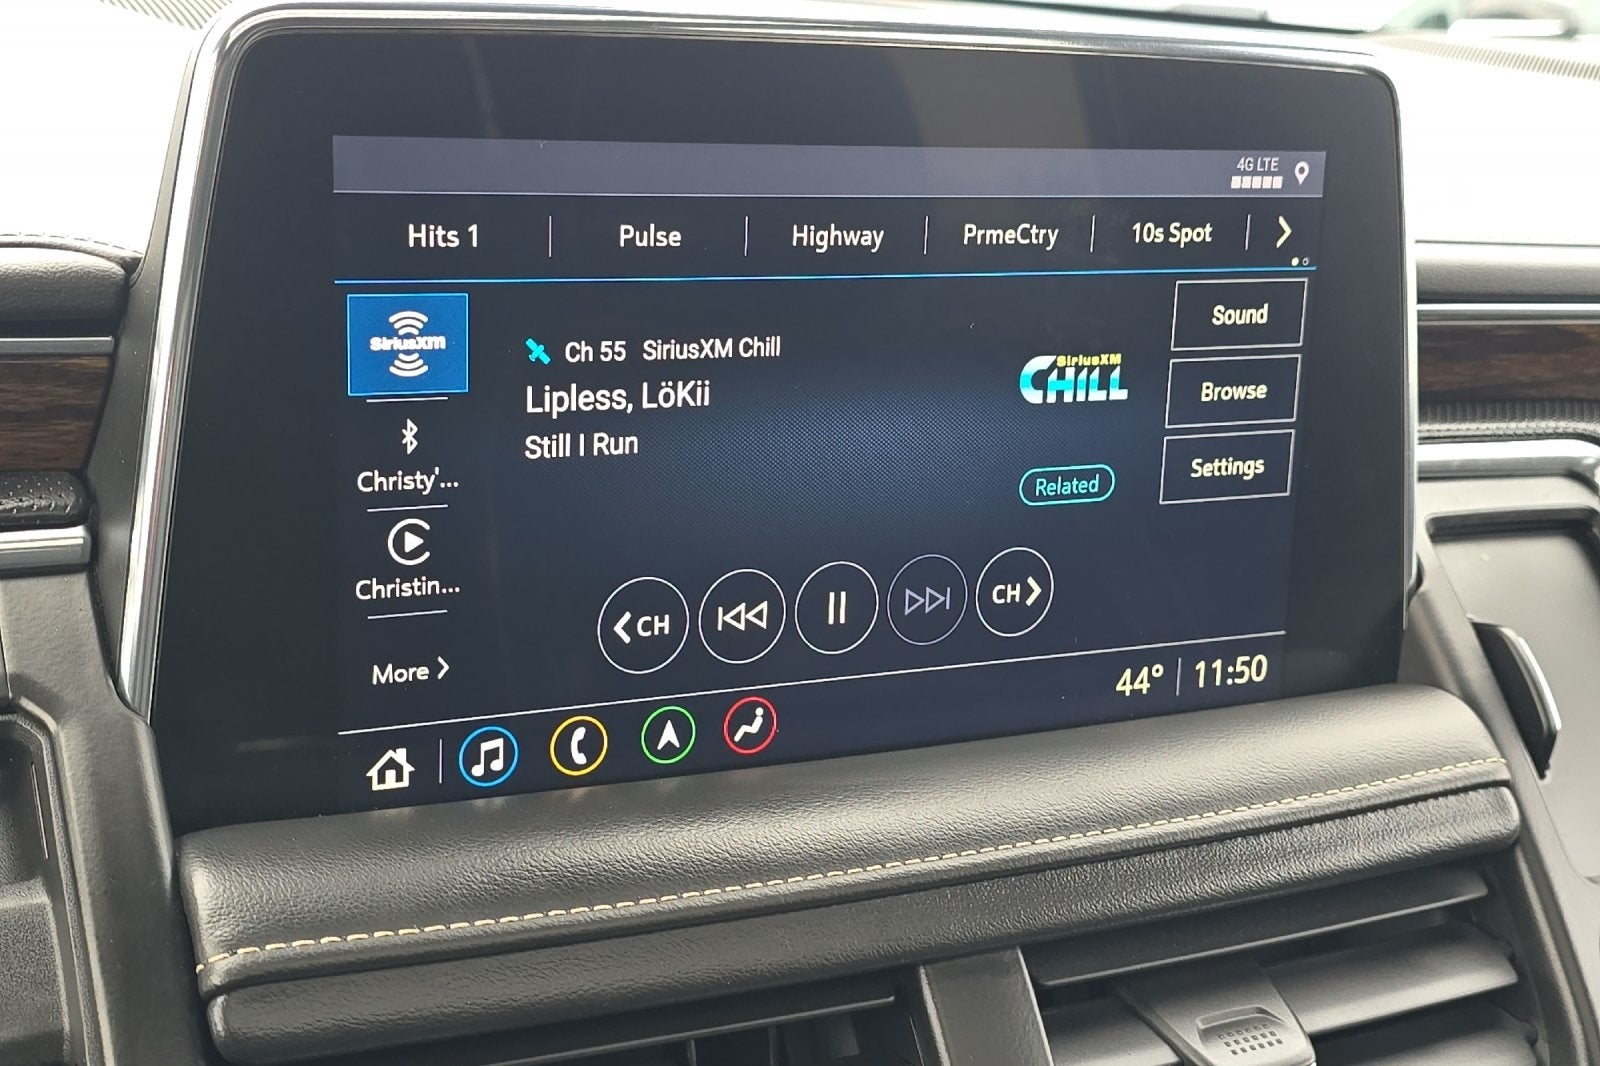 4G LTE
Hits 1
Pulse
Highway
PrmeCtry
10s Spot
SiriusXM
Ch 55 SiriusXM Chill
Lipless, LöKii
Still I Run
SiriusXM
CHILL
Related
Sound
Browse
Settings
Christy'...
Christin...
More
CH
CH
44° 11:50